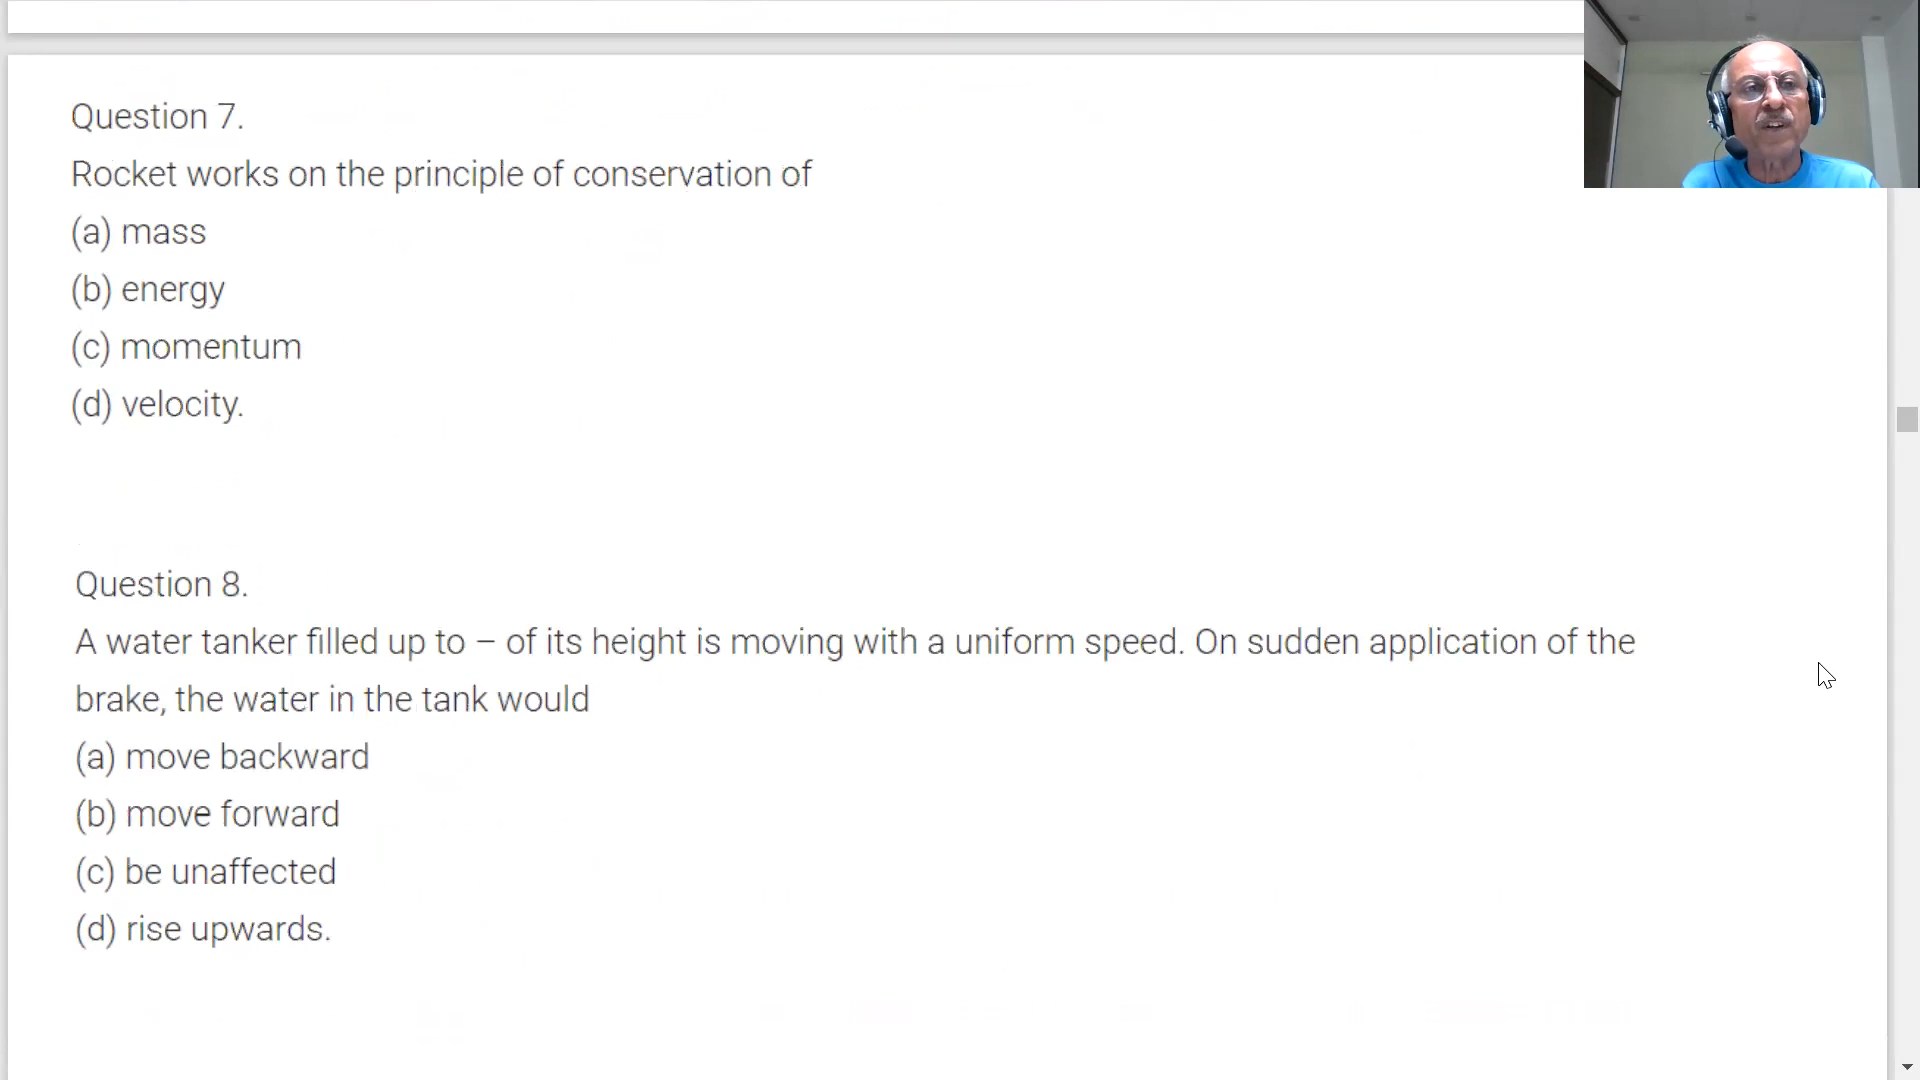 Question 7.
Rocket works on the principle of conservation of
(a) mass
(b) energy
(c) momentum
(d) velocity.
Question 8.
A water tanker filled up to – of its height is moving with a uniform speed. On sudden application of the
brake, the water in the tank would
(a) move backward
(b) move forward
(c) be unaffected
(d) rise upwards.